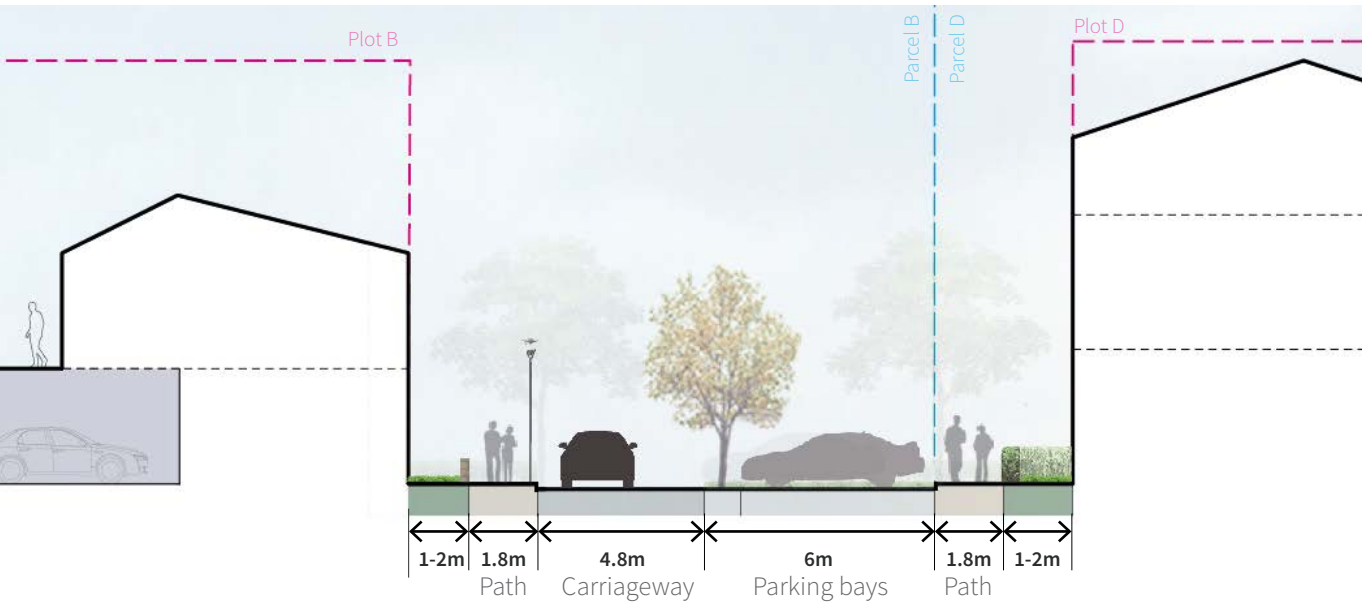 Plot B
Parcel B
Parcel D
Plot D
1-2m 1.8m 4.8m 6m 1.8m 1-2m
Path Carriageway Parking bays Path